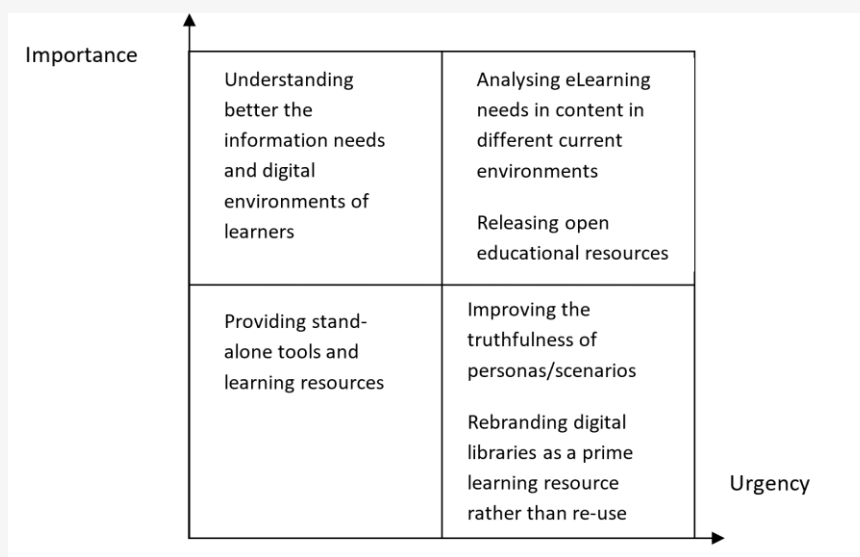 Importance
Understanding
better the
information needs
and digital
environments of
learners
Analysing eLearning
needs in content in
different current
environments
Releasing open
educational resources
Providing stand-
alone tools and
learning resources
Improving the
truthfulness of
personas/scenarios
Rebranding digital
libraries as a prime
learning resource
rather than re-use
Urgency